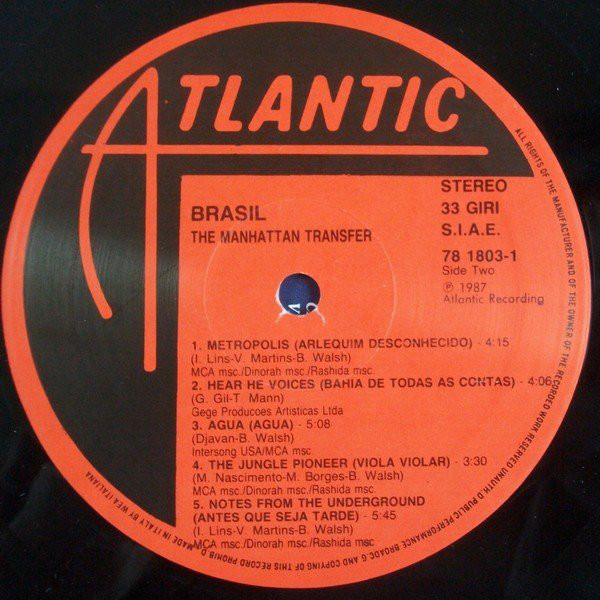 ATLANTIC
STEREO
33 GIRI
S.I.A.E.
78 1803-1
Side Two
℗ 1987
Atlantic Recording
BRASIL
THE MANHATTAN TRANSFER
1. METROPOLIS (ARLEQUIM DESCONHECIDO) - 4:15
(I. Lins-V. Martins-B. Walsh)
MCA msc./Dinorah msc./Rashida msc.
2. HEAR HE VOICES (BAHIA DE TODAS AS CONTAS) - 4:06
(G. Gil-T. Mann)
Gege Producoes Artisticas Ltda
3. AGUA (AGUA) - 5:08
(Djavan-B. Walsh)
Intersong USA/MCA msc
4. THE JUNGLE PIONEER (VIOLA VIOLAR) - 3:30
(M. Nascimento-M. Borges-B. Walsh)
MCA msc./Dinorah msc./Rashida msc.
5. NOTES FROM THE UNDERGROUND
(ANTES QUE SEJA TARDE) - 5:45
(I. Lins-V. Martins-B. Walsh)
MCA msc./Dinorah msc./Rashida msc.
ALL RIGHTS OF THE MANUFACTURER AND OF THE OWNER OF THE RECORDED WORK RESERVED UNAUTH.D PUBLIC PERFORMANCE BROADC.G AND COPYING OF THIS RECORD PROHIB.D MADE IN ITALY BY WEA ITALIANA